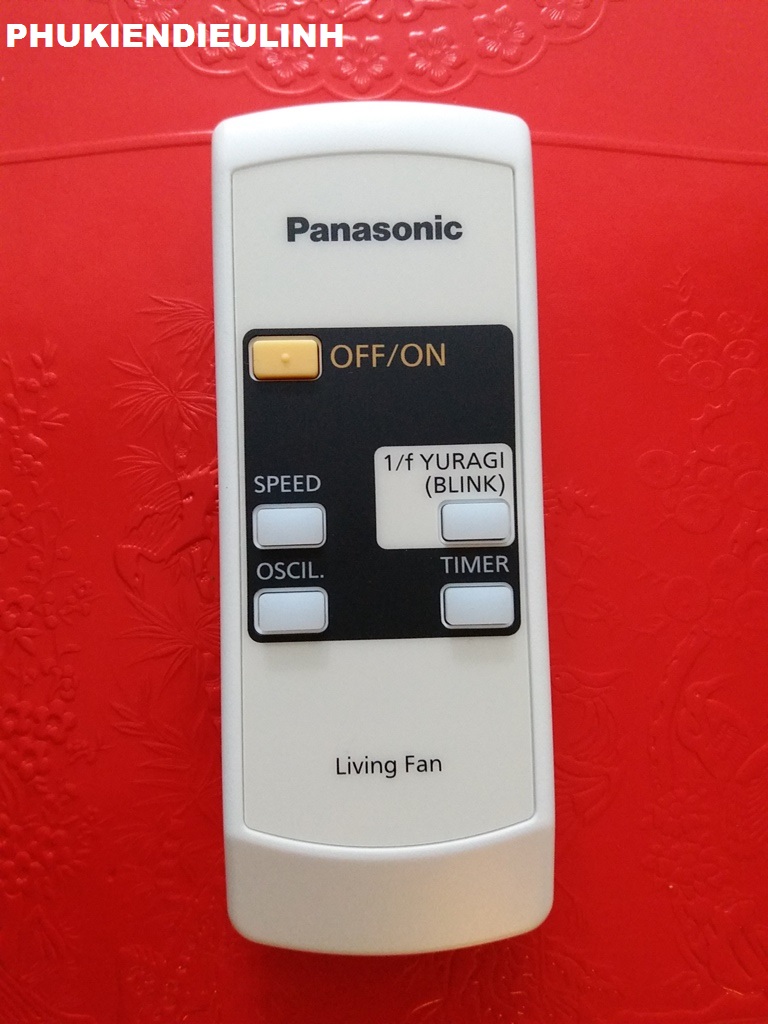 PHUKIENDIEULINH
Panasonic
OFF/ON
1/f YURAGI
(BLINK)
SPEED
OSCIL.
TIMER
Living Fan